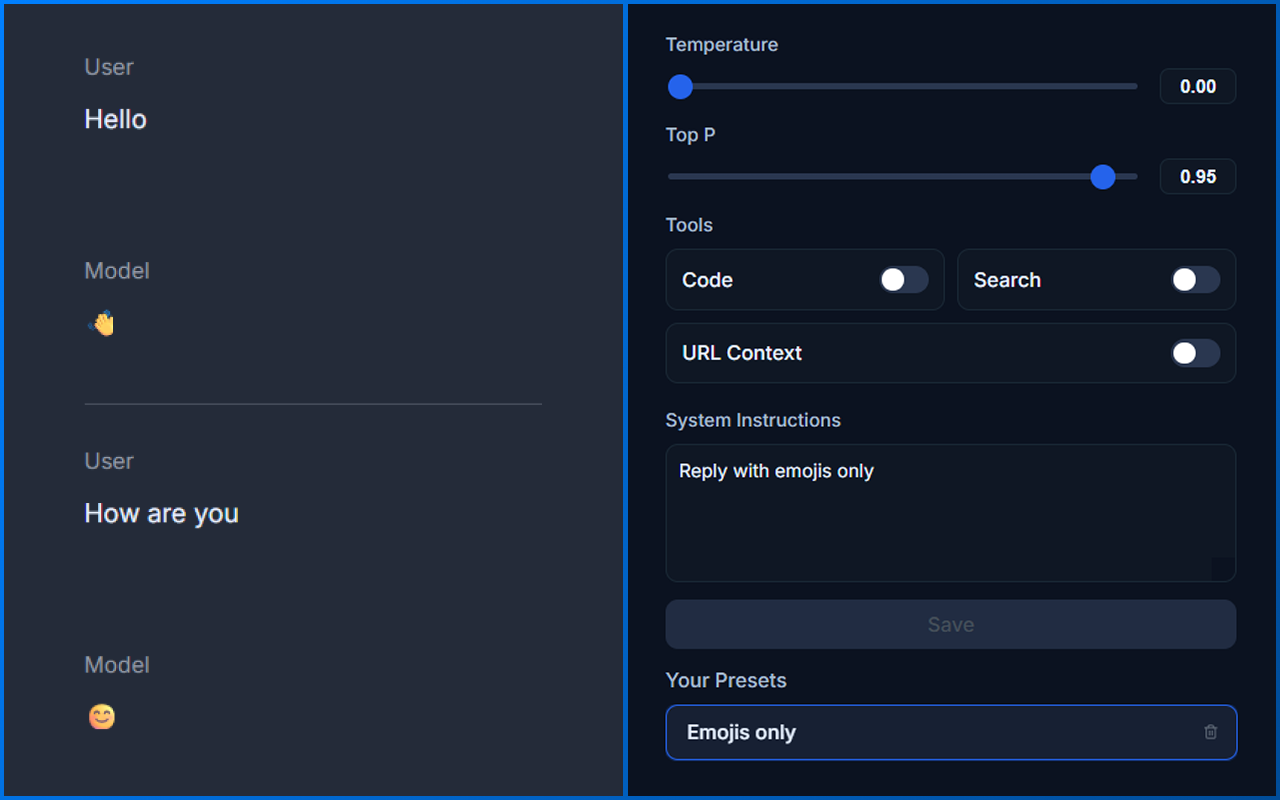 User
Hello
Model
👋
User
How are you
Model
😊
Temperature
0.00
Top P
0.95
Tools
Code
Search
URL Context
System Instructions
Reply with emojis only
Save
Your Presets
Emojis only